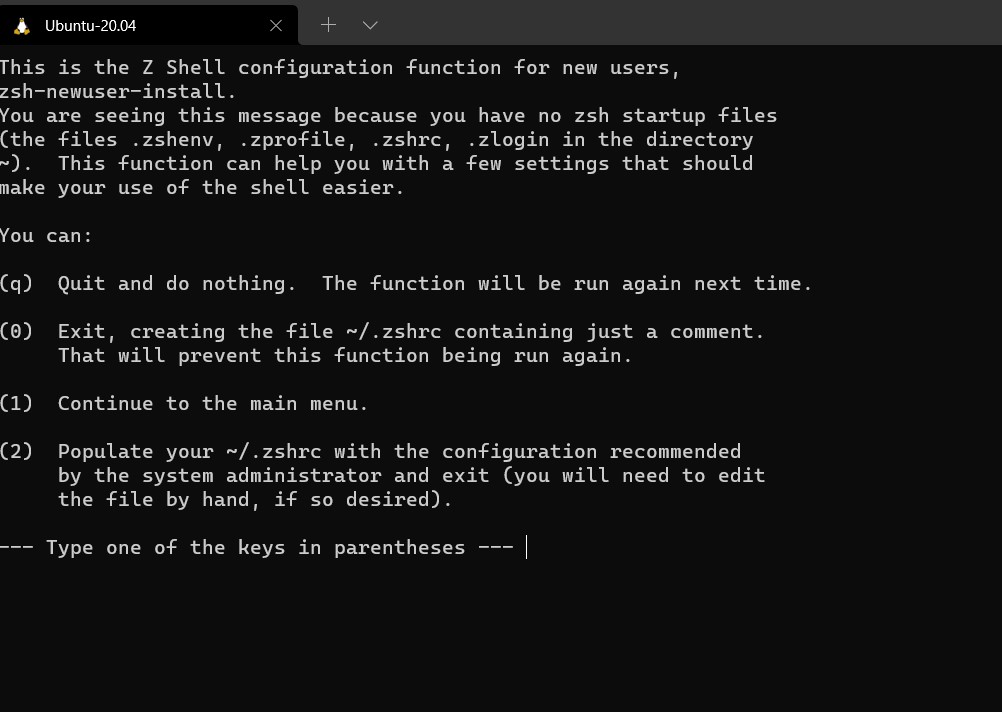 Ubuntu-20.04
This is the Z Shell configuration function for new users,
zsh-newuser-install.
You are seeing this message because you have no zsh startup files
(the files .zshenv, .zprofile, .zshrc, .zlogin in the directory
~).  This function can help you with a few settings that should
make your use of the shell easier.

You can:

(q)  Quit and do nothing.  The function will be run again next time.

(0)  Exit, creating the file ~/.zshrc containing just a comment.
     That will prevent this function being run again.

(1)  Continue to the main menu.

(2)  Populate your ~/.zshrc with the configuration recommended
     by the system administrator and exit (you will need to edit
     the file by hand, if so desired).

--- Type one of the keys in parentheses ---